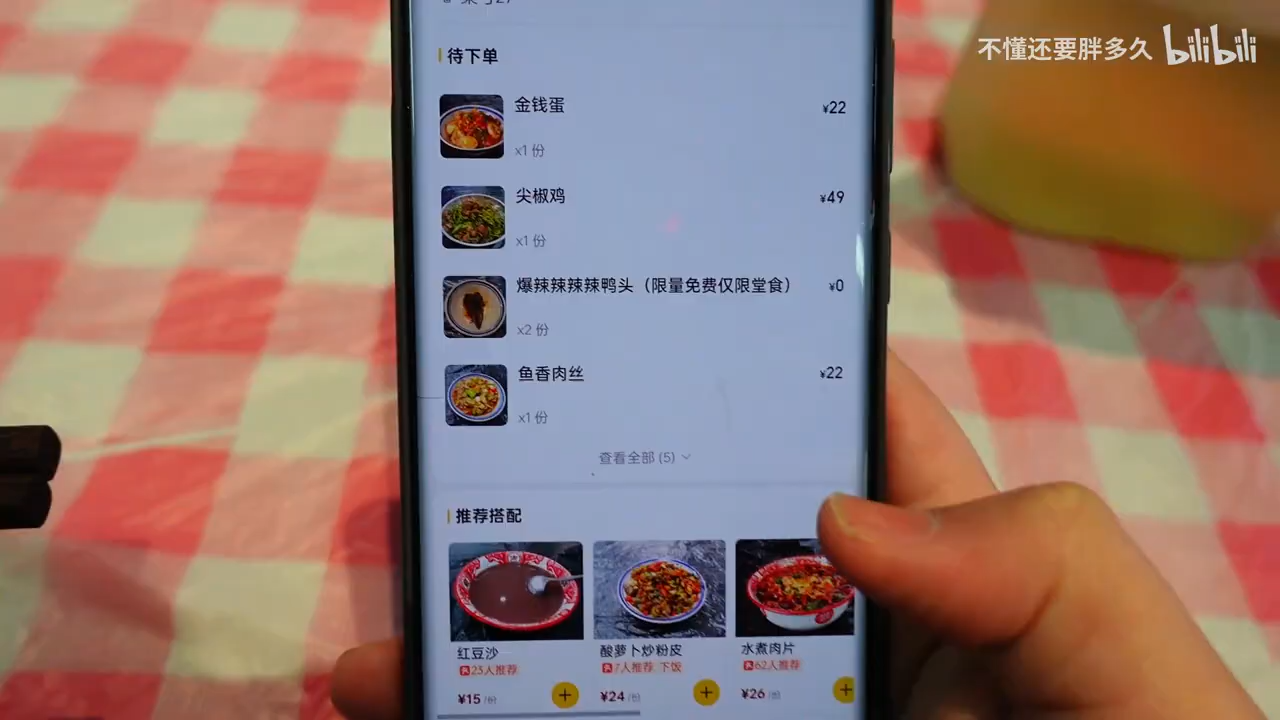 不懂还要胖多久 bilibili
待下单
金钱蛋 ¥22
x1 份
尖椒鸡 ¥49
x1 份
爆辣辣辣辣鸭头（限量免费仅限堂食） ¥0
x2 份
鱼香肉丝 ¥22
x1 份
查看全部 (5)
推荐搭配
红豆沙 酸萝卜炒粉皮 水煮肉片
23人推荐 7人推荐 下饭 62人推荐
¥15 /份 ¥24 /份 ¥26 /份